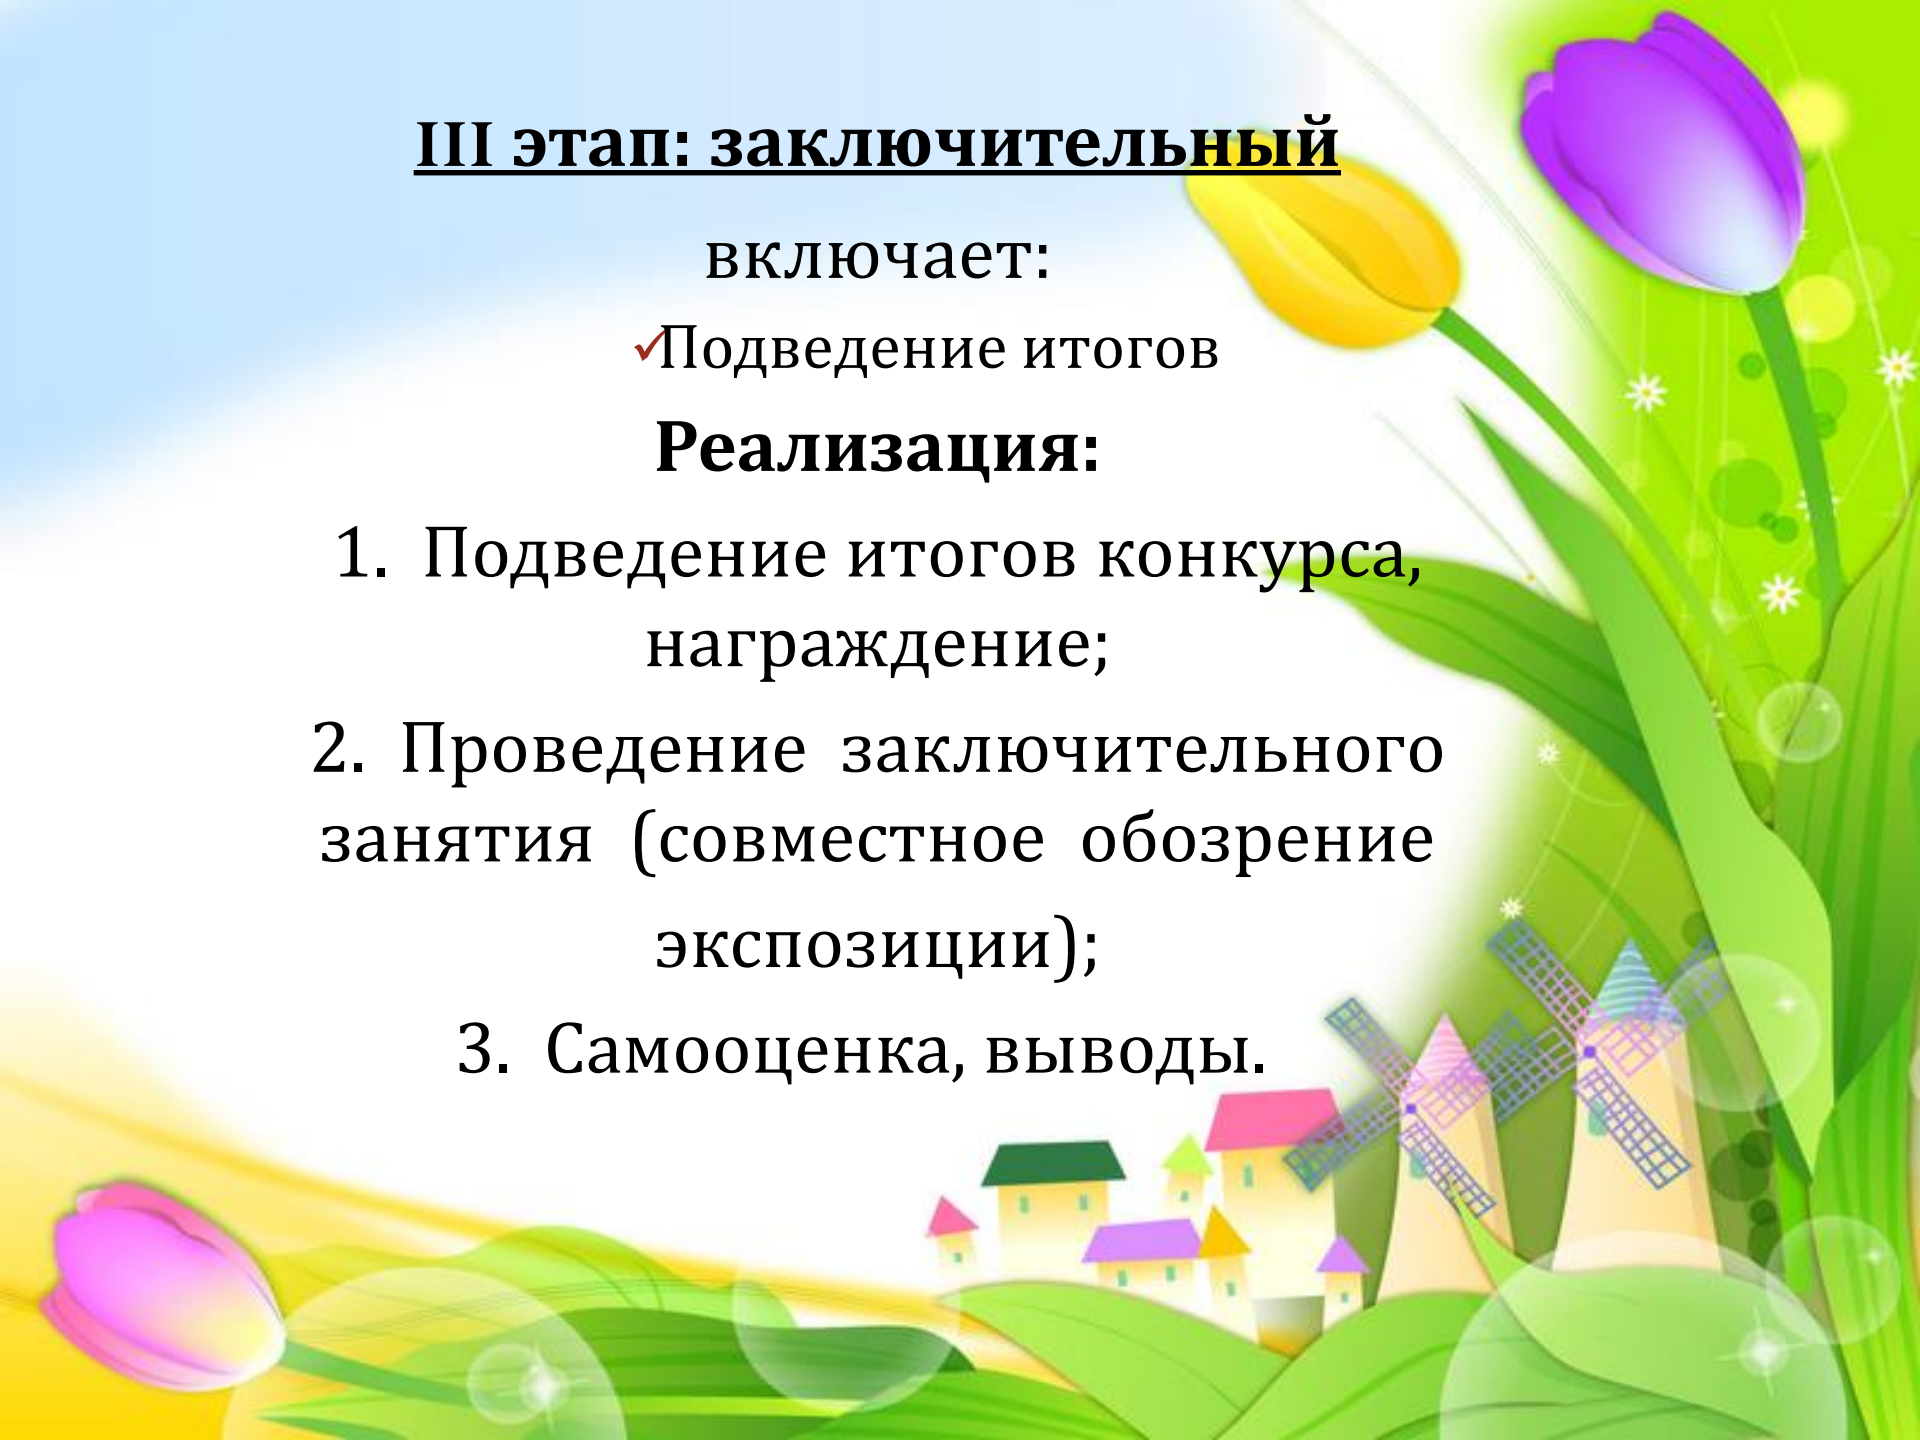 III этап: заключительный
включает:
✓Подведение итогов
Реализация:
1. Подведение итогов конкурса,
награждение;
2. Проведение заключительного
занятия (совместное обозрение
экспозиции);
3. Самооценка, выводы.